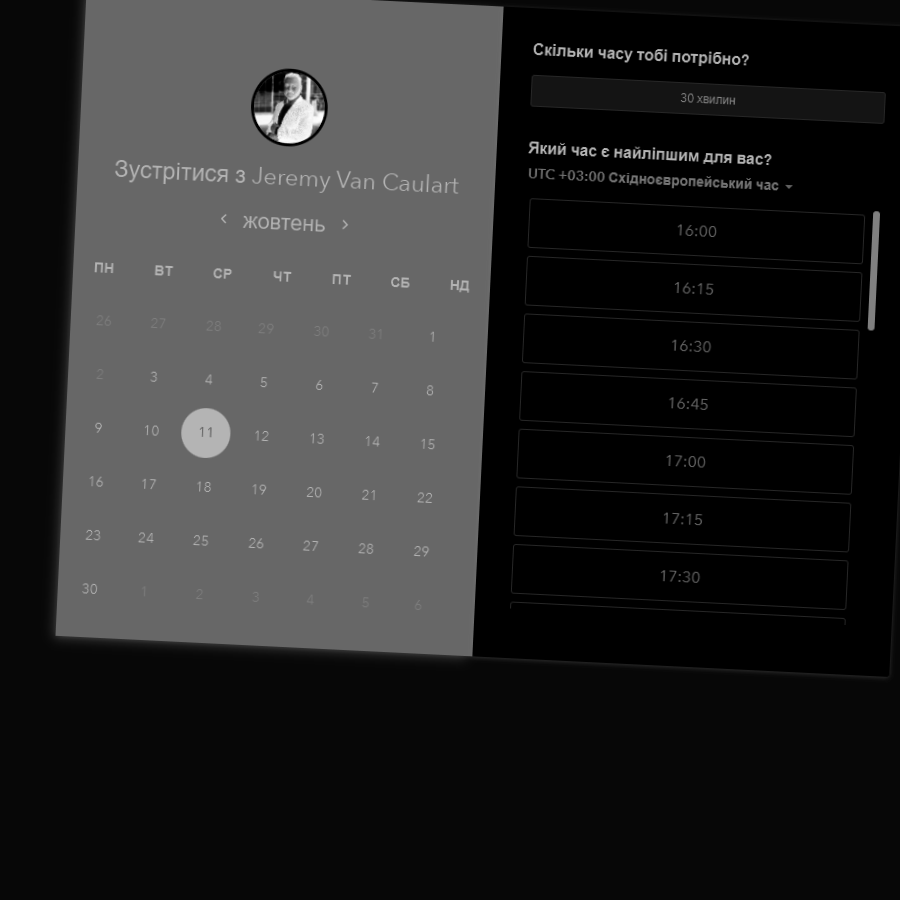 Зустрітися з Jeremy Van Caulart
жовтень
ПН ВТ СР ЧТ ПТ СБ НД
26 27 28 29 30 31 1
2 3 4 5 6 7 8
9 10 11 12 13 14 15
16 17 18 19 20 21 22
23 24 25 26 27 28 29
30 1 2 3 4 5 6
Скільки часу тобі потрібно?
30 хвилин
Який час є найліпшим для вас?
UTC +03:00 Східноєвропейський час
16:00
16:15
16:30
16:45
17:00
17:15
17:30